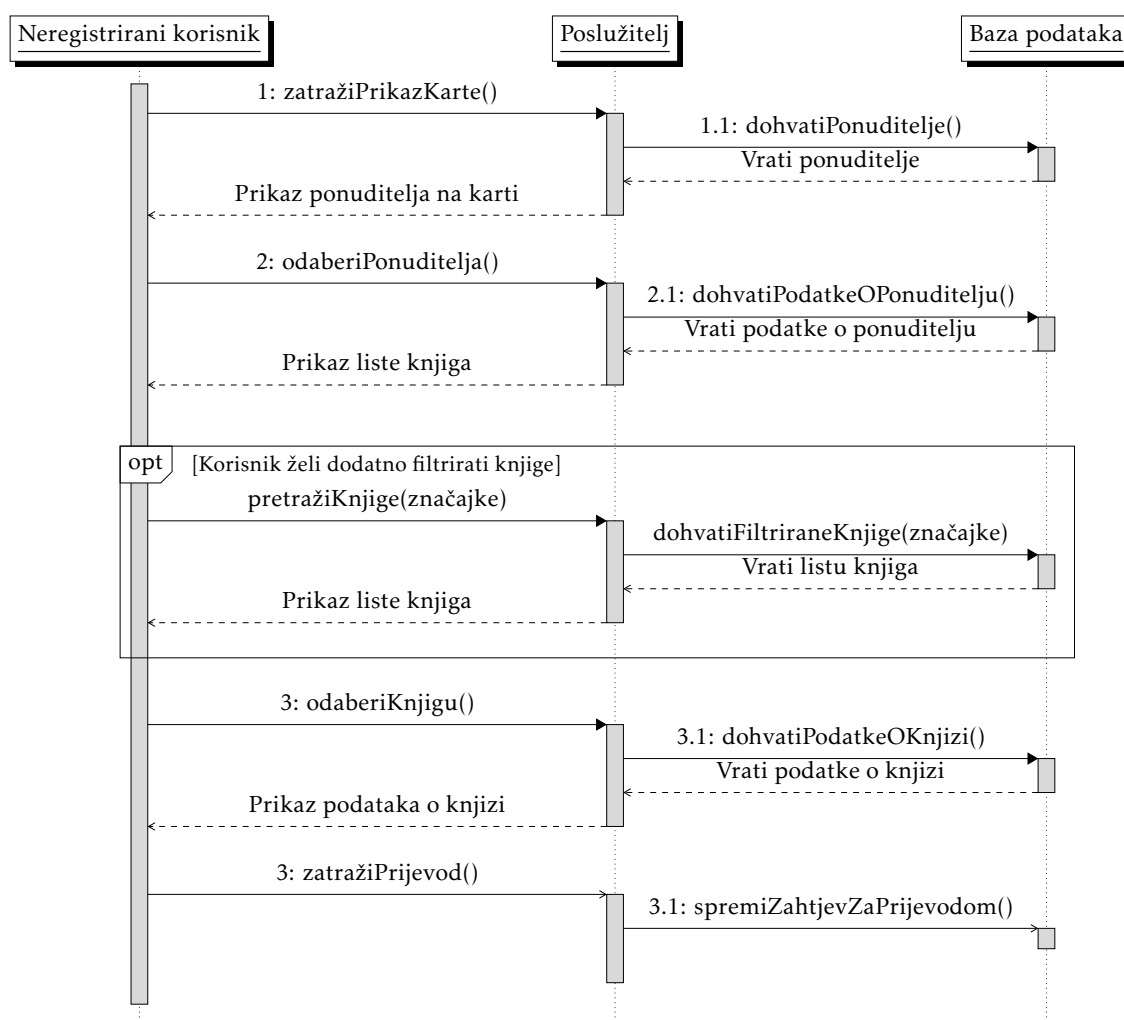 Neregistrirani korisnik
Poslužitelj
Baza podataka
1: zatražiPrikazKarte()
1.1: dohvatiPonuditelje()
Vrati ponuditelje
Prikaz ponuditelja na karti
2: odaberiPonuditelja()
2.1: dohvatiPodatkeOPonuditelju()
Vrati podatke o ponuditelju
Prikaz liste knjiga
opt
[Korisnik želi dodatno filtrirati knjige]
pretražiKnjige(značajke)
dohvatiFiltriraneKnjige(značajke)
Vrati listu knjiga
Prikaz liste knjiga
3: odaberiKnjigu()
3.1: dohvatiPodatkeOKnjizi()
Vrati podatke o knjizi
Prikaz podataka o knjizi
3: zatražiPrijevod()
3.1: spremiZahtjevZaPrijevodom()